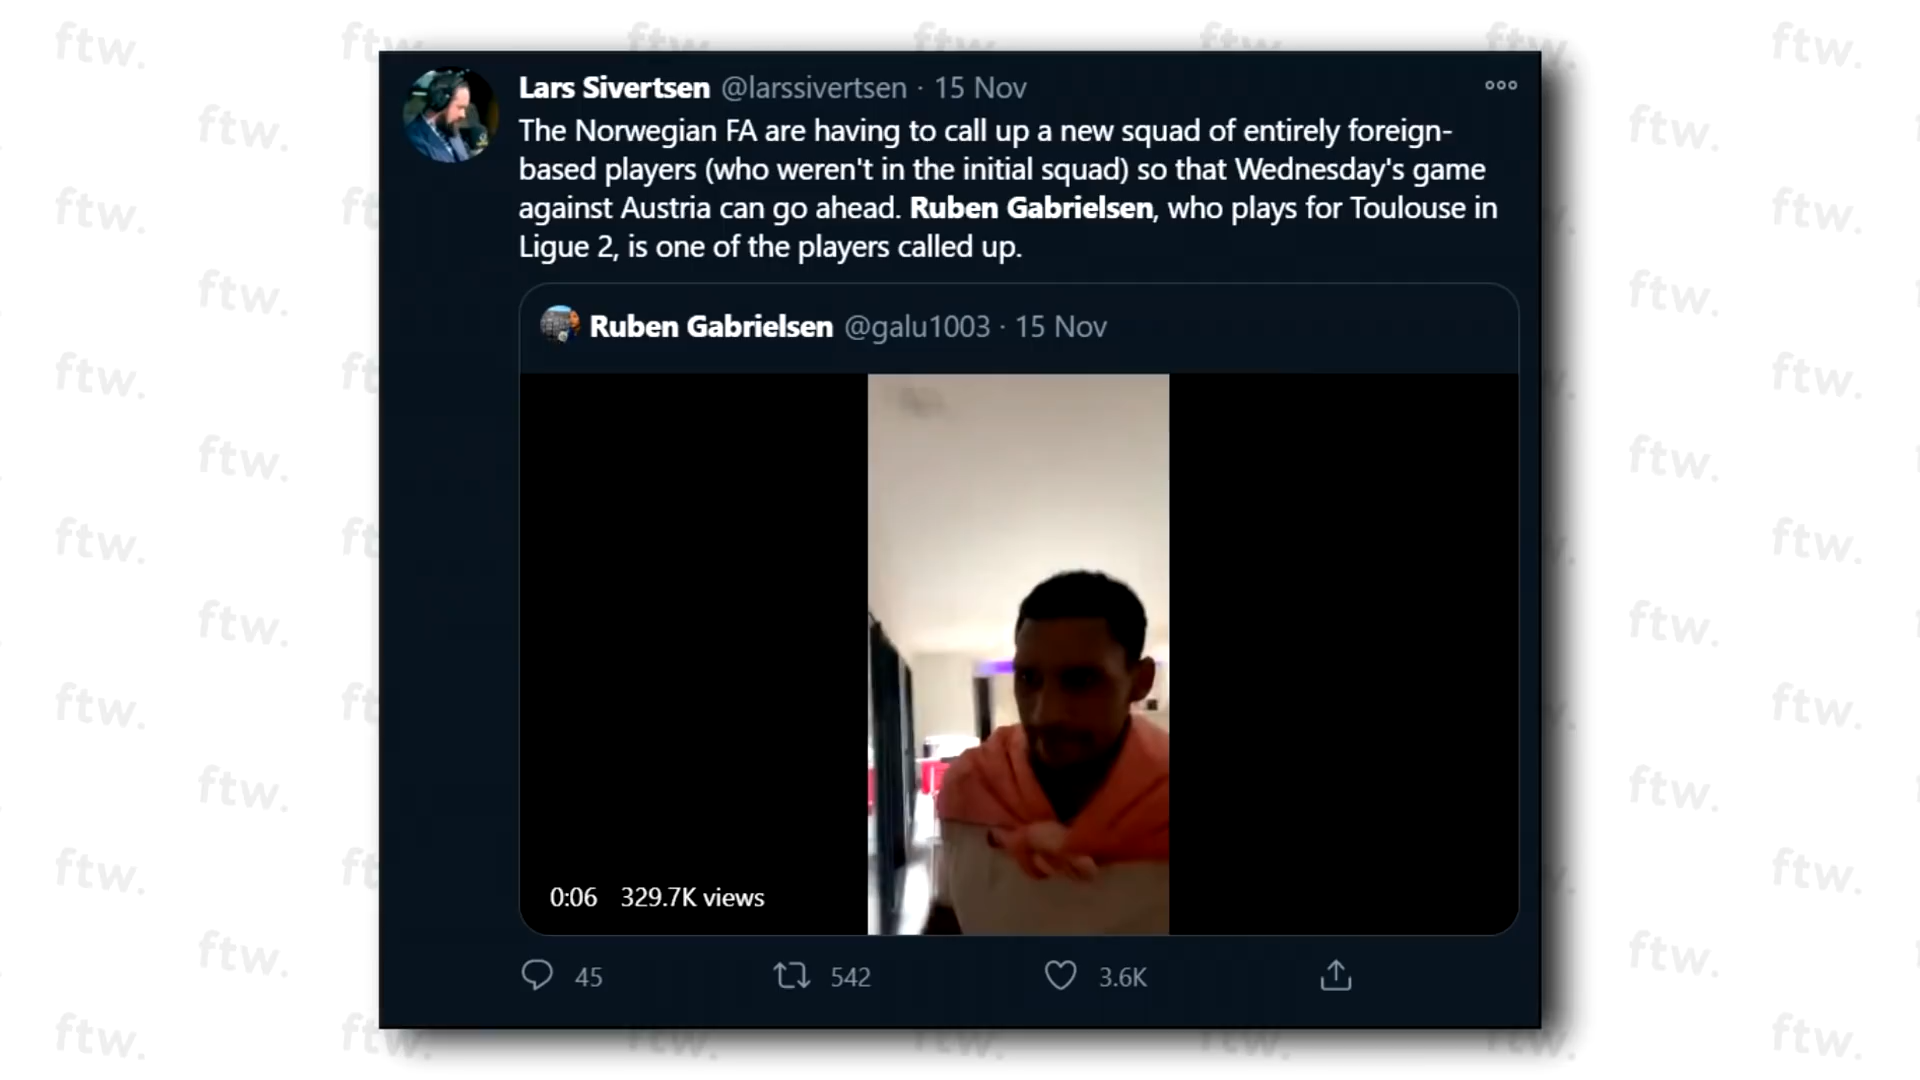 Lars Sivertsen @larssivertsen · 15 Nov
The Norwegian FA are having to call up a new squad of entirely foreign-
based players (who weren't in the initial squad) so that Wednesday's game
against Austria can go ahead. Ruben Gabrielsen, who plays for Toulouse in
Ligue 2, is one of the players called up.
Ruben Gabrielsen @galu1003 · 15 Nov
0:06 329.7K views
45 542 3.6K
ftw.